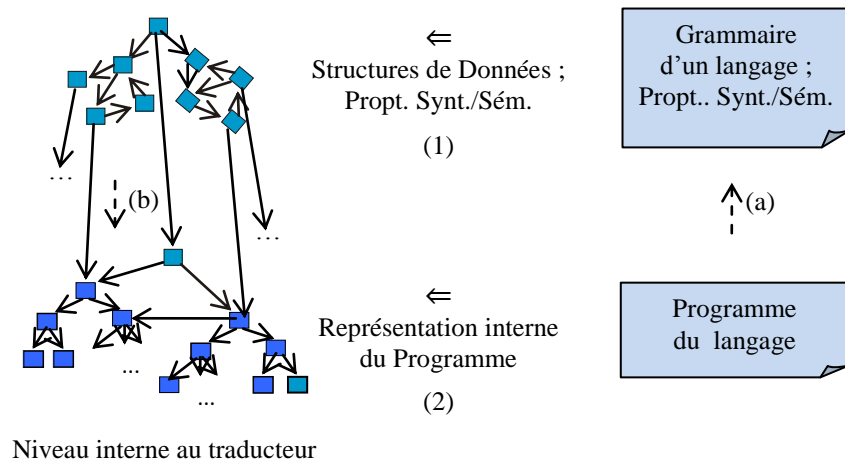 ⇐
Structures de Données ;
Propt. Synt./Sém.
(1)
Grammaire
d'un langage ;
Propt.. Synt./Sém.
...
(b)
(a)
...
⇐
Représentation interne
du Programme
(2)
Programme
du langage
...
...
Niveau interne au traducteur